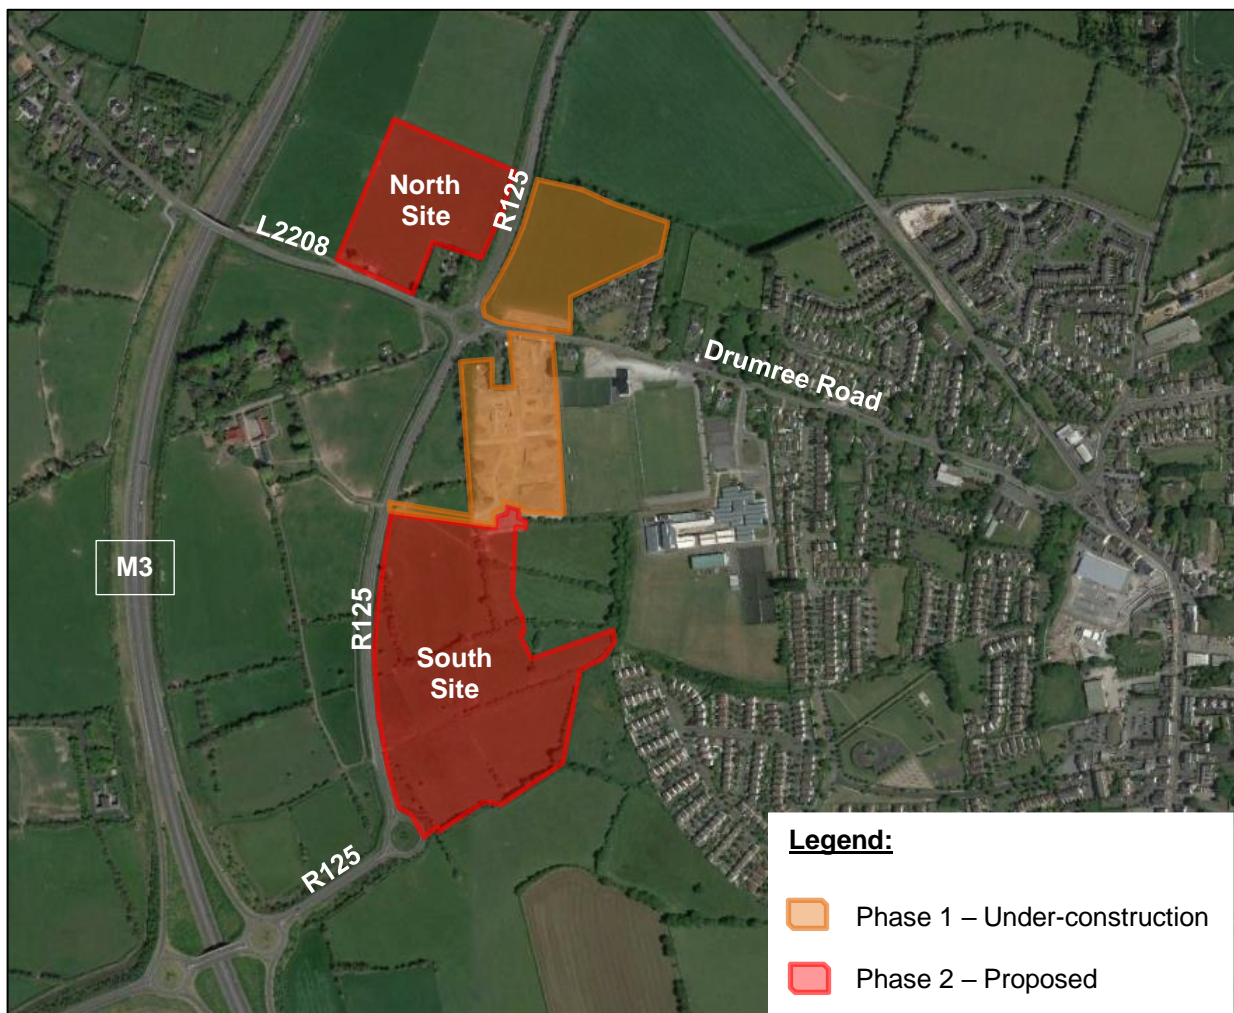 North
Site
R125
L2208
Drumree Road
M3
R125
South
Site
R125
Legend:
Phase 1 – Under-construction
Phase 2 – Proposed